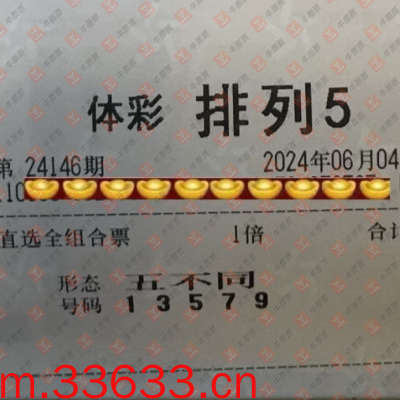 体彩 排列5
第 24146期 2024年06月04
直选全组合票 1倍 合计
形态 五不同
号码 1 3 5 7 9
m.33633.cn